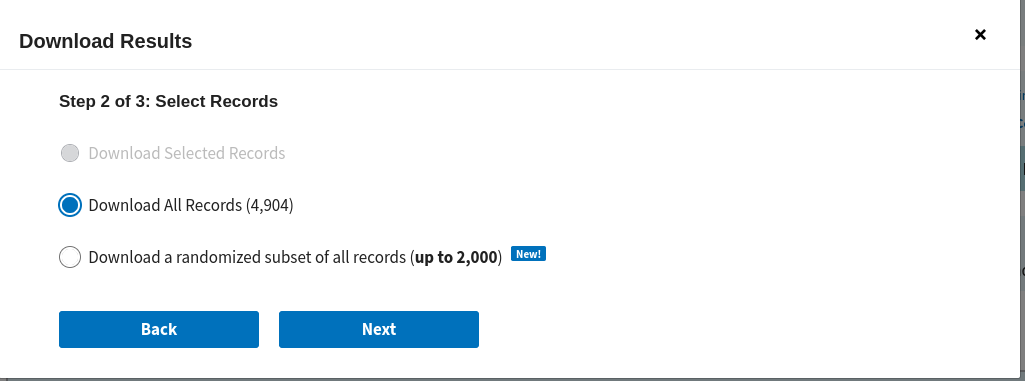 Download Results
×
Step 2 of 3: Select Records
Download Selected Records
Download All Records (4,904)
Download a randomized subset of all records (up to 2,000) New!
Back Next